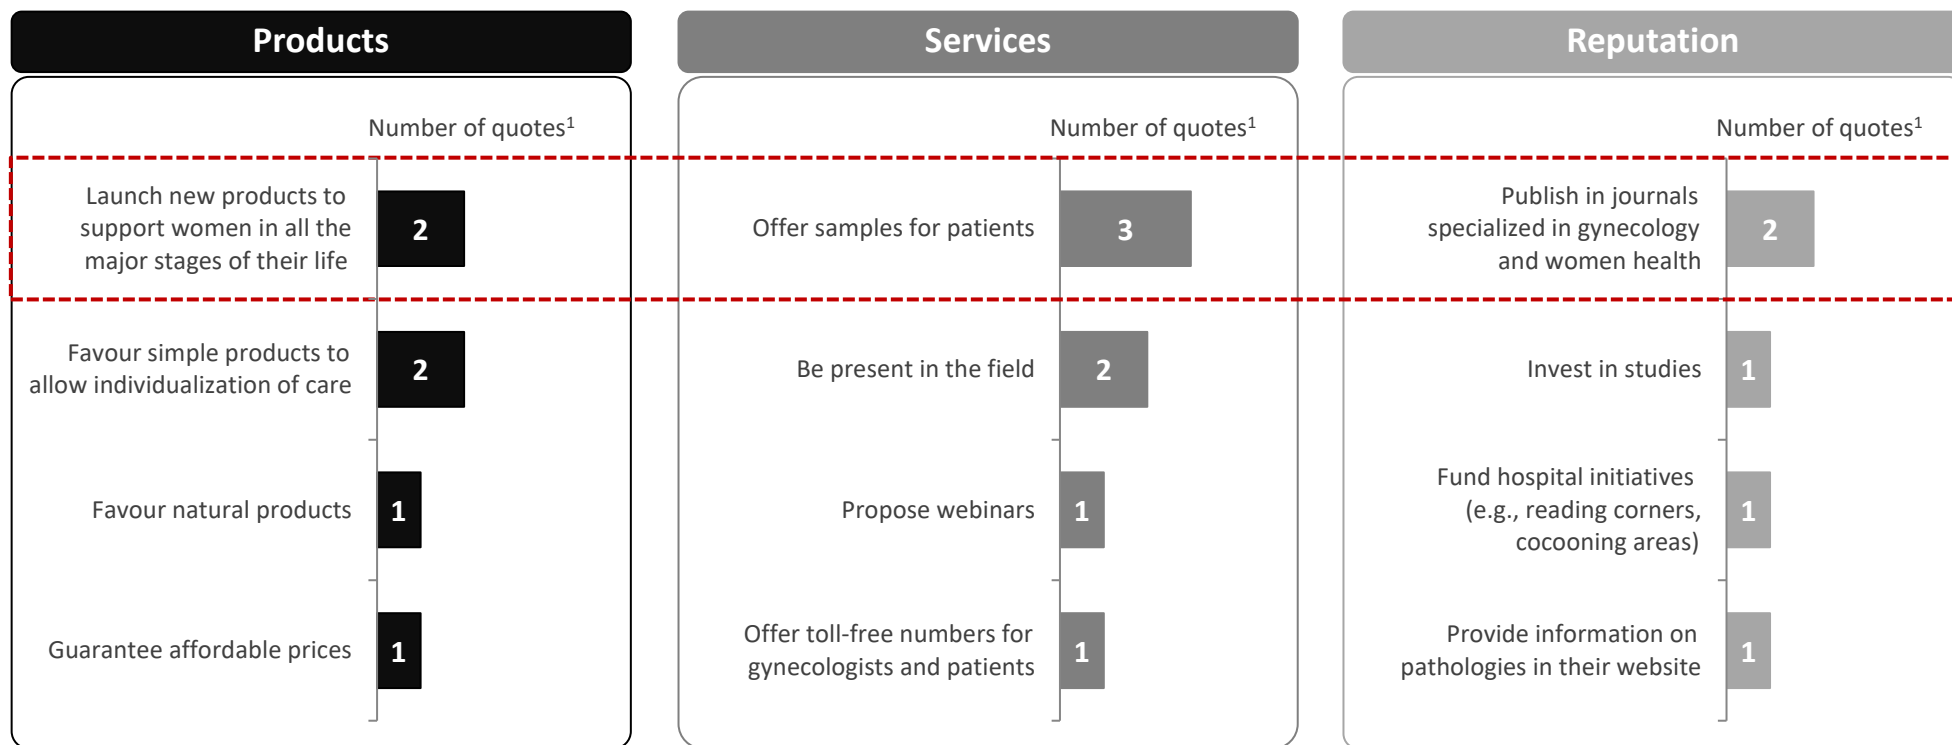 Products
Number of quotes1
Launch new products to
support women in all the
major stages of their life
2
Favour simple products to
allow individualization of care
2
Favour natural products
1
Guarantee affordable prices
1
Services
Number of quotes1
Offer samples for patients
3
Be present in the field
2
Propose webinars
1
Offer toll-free numbers for
gynecologists and patients
1
Reputation
Number of quotes1
Publish in journals
specialized in gynecology
and women health
2
Invest in studies
1
Fund hospital initiatives
(e.g., reading corners,
cocooning areas)
1
Provide information on
pathologies in their website
1